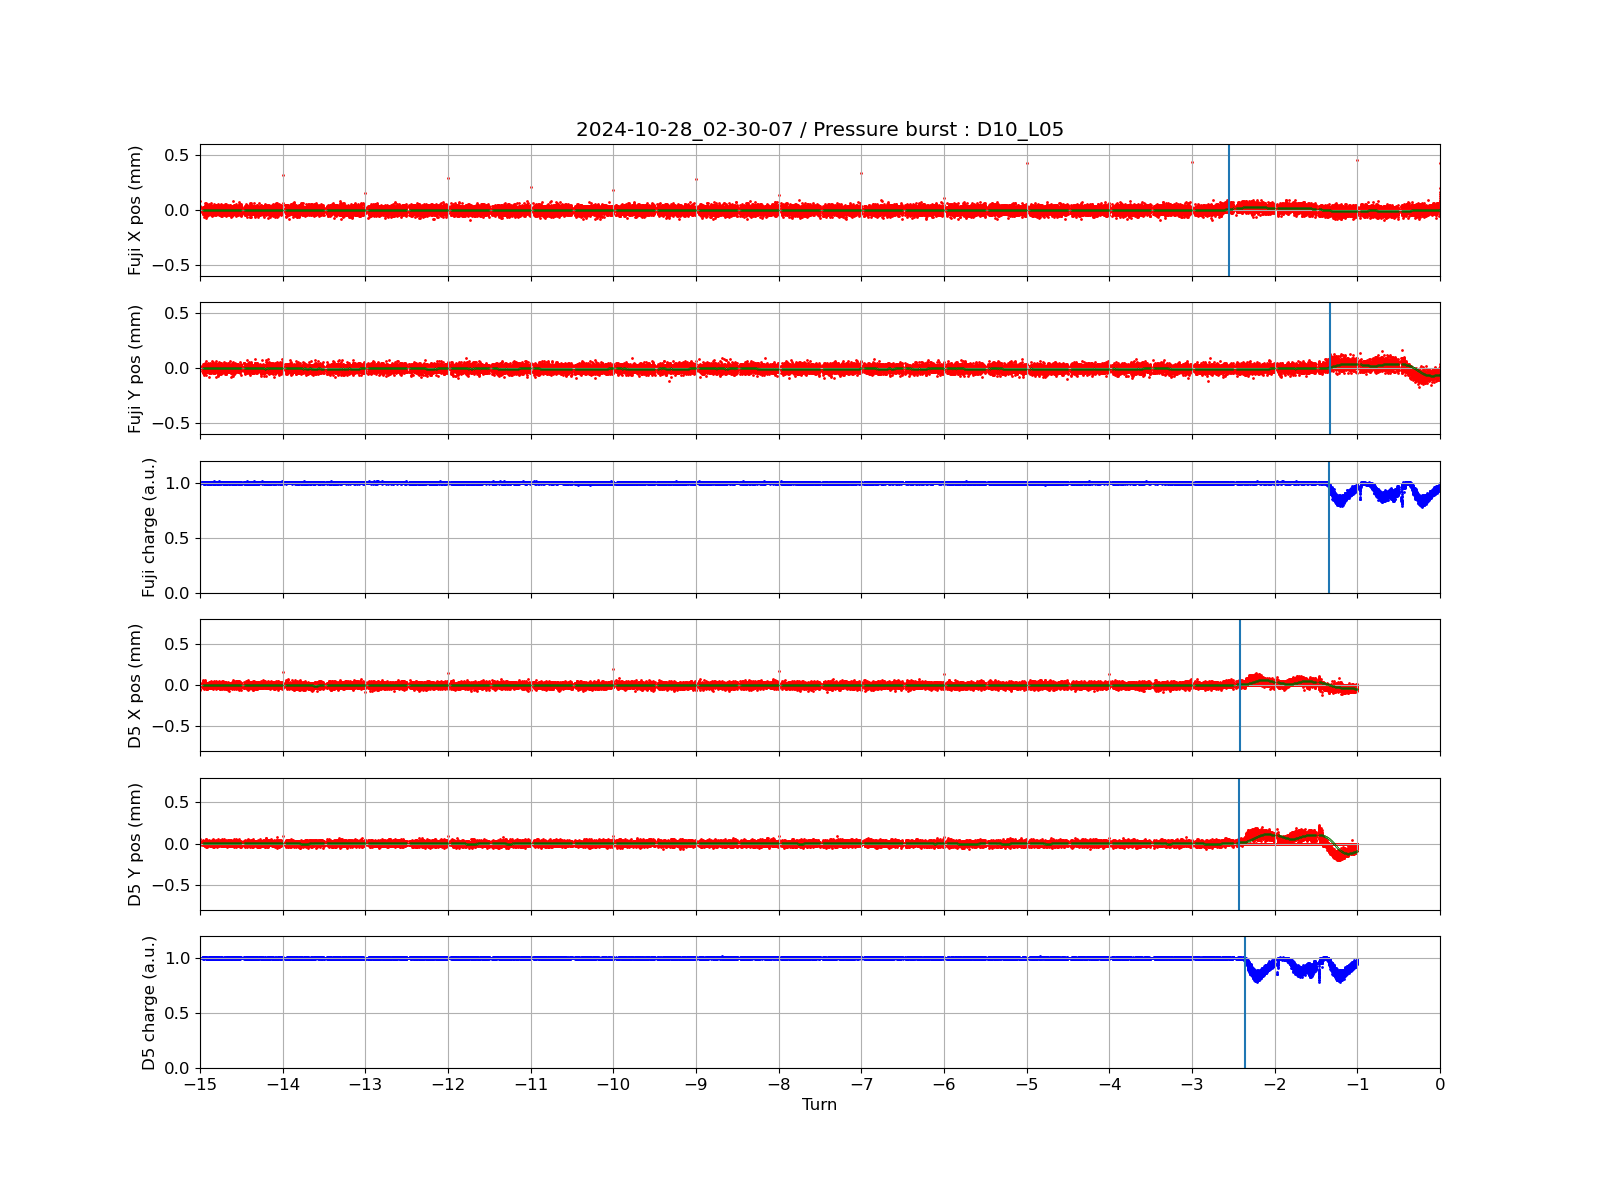 2024-10-28_02-30-07 / Pressure burst : D10_L05
Fuji X pos (mm)
0.5
0.0
−0.5
Fuji Y pos (mm)
0.5
0.0
−0.5
Fuji charge (a.u.)
1.0
0.5
0.0
D5 X pos (mm)
0.5
0.0
−0.5
D5 Y pos (mm)
0.5
0.0
−0.5
D5 charge (a.u.)
1.0
0.5
0.0
−15 −14 −13 −12 −11 −10 −9 −8 −7 −6 −5 −4 −3 −2 −1 0
Turn